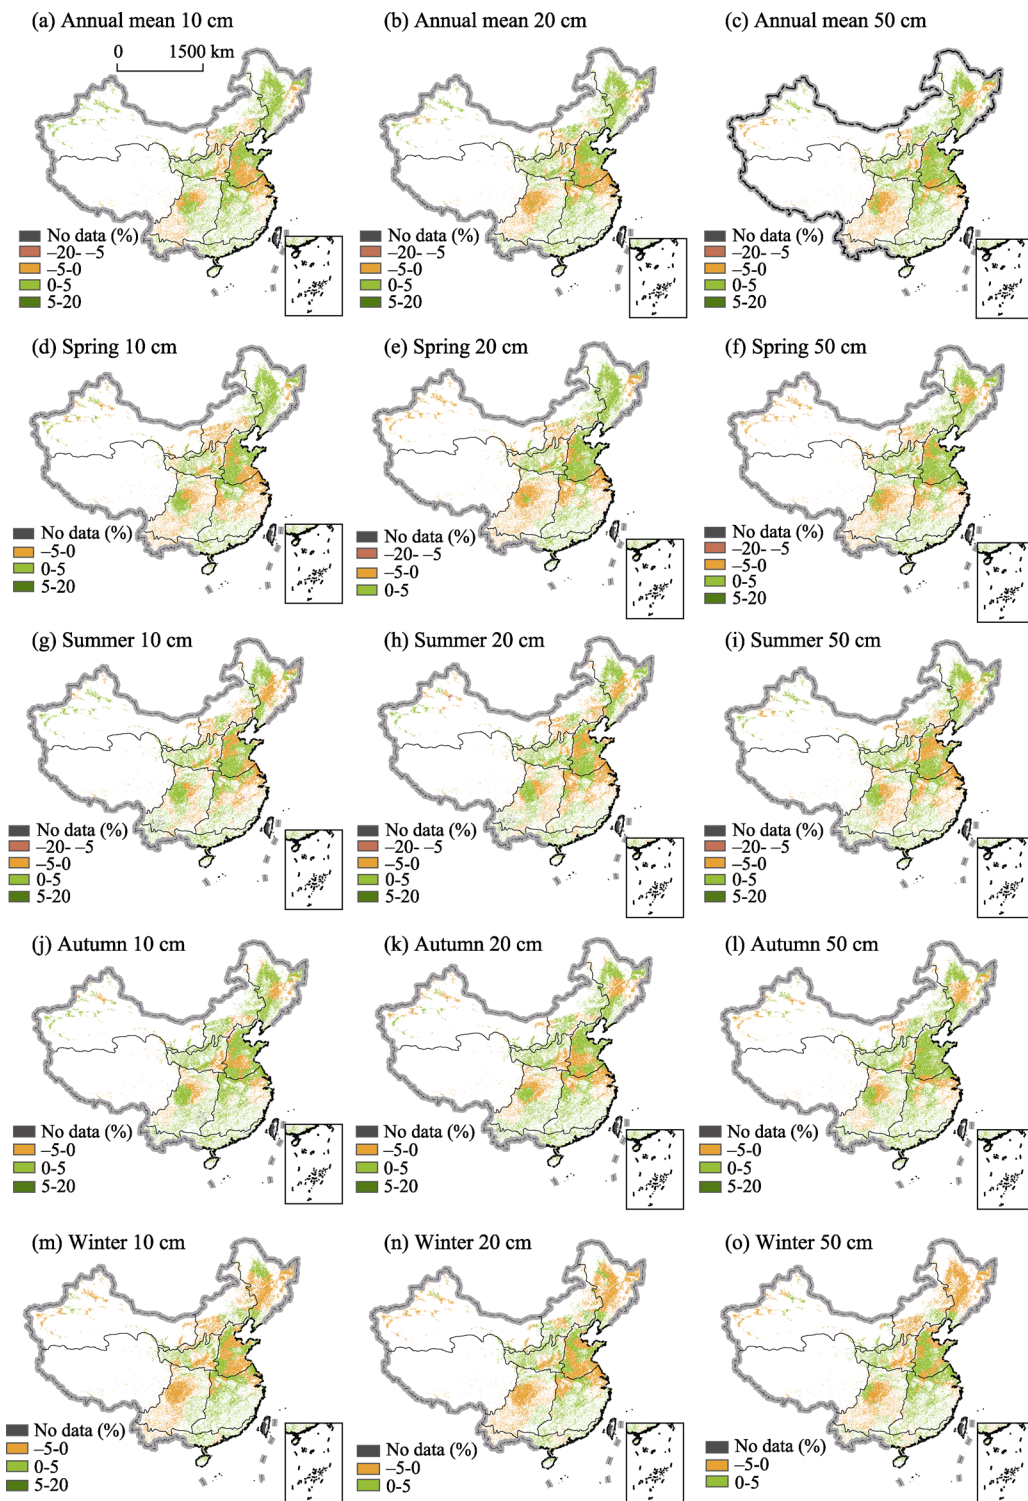 (a) Annual mean 10 cm
0 1500 km
No data (%)
–20- –5
–5-0
0-5
5-20
(b) Annual mean 20 cm
No data (%)
–20- –5
–5-0
0-5
5-20
(c) Annual mean 50 cm
No data (%)
–20- –5
–5-0
0-5
5-20
(d) Spring 10 cm
No data (%)
–5-0
0-5
5-20
(e) Spring 20 cm
No data (%)
–20- –5
–5-0
0-5
(f) Spring 50 cm
No data (%)
–20- –5
–5-0
0-5
5-20
(g) Summer 10 cm
No data (%)
–20- –5
–5-0
0-5
5-20
(h) Summer 20 cm
No data (%)
–20- –5
–5-0
0-5
5-20
(i) Summer 50 cm
No data (%)
–20- –5
–5-0
0-5
5-20
(j) Autumn 10 cm
No data (%)
–5-0
0-5
5-20
(k) Autumn 20 cm
No data (%)
–5-0
0-5
5-20
(l) Autumn 50 cm
No data (%)
–5-0
0-5
5-20
(m) Winter 10 cm
No data (%)
–5-0
0-5
5-20
(n) Winter 20 cm
No data (%)
–5-0
0-5
(o) Winter 50 cm
No data (%)
–5-0
0-5